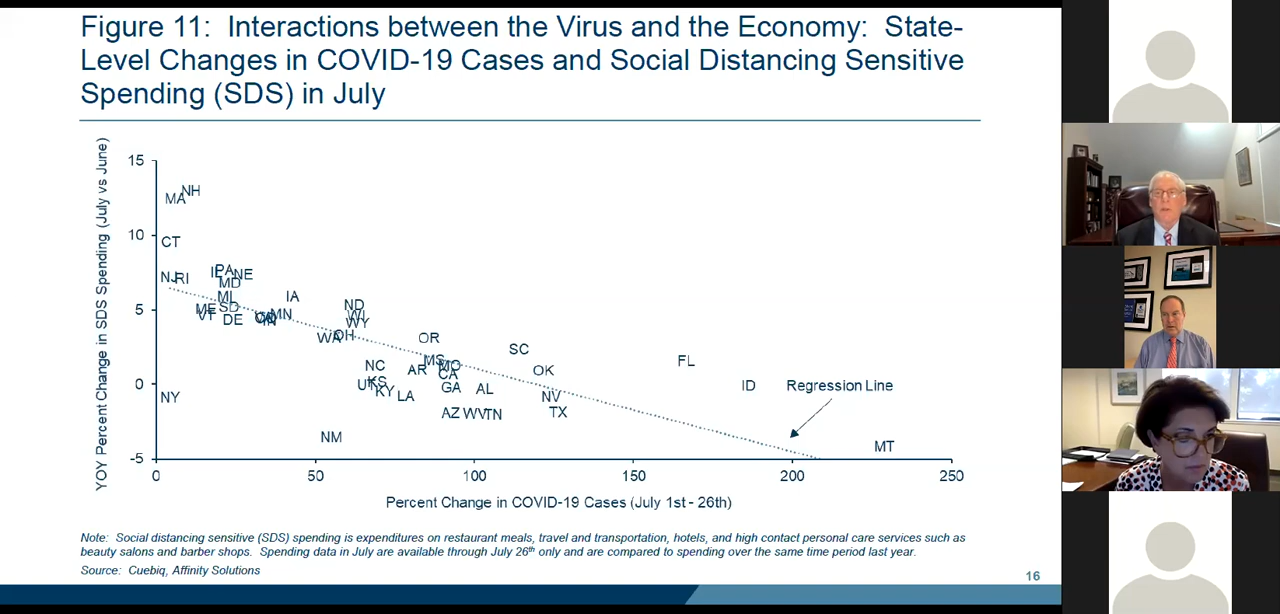 Figure 11: Interactions between the Virus and the Economy: State-
Level Changes in COVID-19 Cases and Social Distancing Sensitive
Spending (SDS) in July
YOY Percent Change in SDS Spending (July vs June)
15
10
5
0
-5
NH
MA
CT
NJ
RI
PA
NE
MD
MI
SD
ME
VT
DE
IA
MN
ND
WI
WY
WA
OH
OR
NC
KS
UT
KY
LA
MS
MO
AR
CA
GA
AL
AZ
WV
TN
SC
OK
NV
TX
FL
ID
MT
NY
NM
Regression Line
0
50
100
150
200
250
Percent Change in COVID-19 Cases (July 1st - 26th)
Note: Social distancing sensitive (SDS) spending is expenditures on restaurant meals, travel and transportation, hotels, and high contact personal care services such as
beauty salons and barber shops. Spending data in July are available through July 26th only and are compared to spending over the same time period last year.
Source: Cuebiq, Affinity Solutions
16